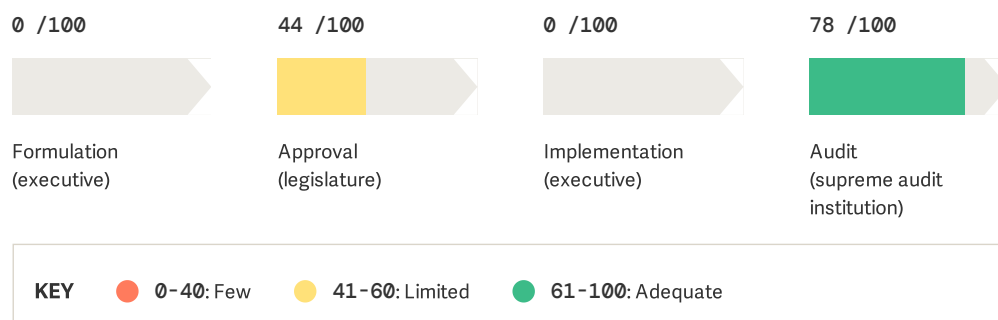 0 /100
44 /100
0 /100
78 /100
Formulation
(executive)
Approval
(legislature)
Implementation
(executive)
Audit
(supreme audit
institution)
KEY
0-40: Few
41-60: Limited
61-100: Adequate